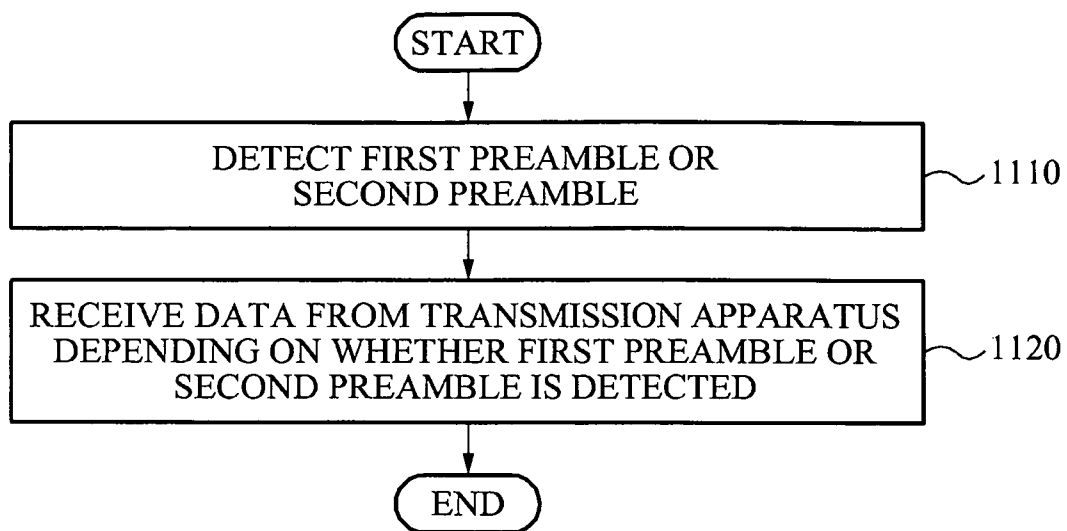 START
DETECT FIRST PREAMBLE OR
SECOND PREAMBLE
1110
RECEIVE DATA FROM TRANSMISSION APPARATUS
DEPENDING ON WHETHER FIRST PREAMBLE OR
SECOND PREAMBLE IS DETECTED
1120
END